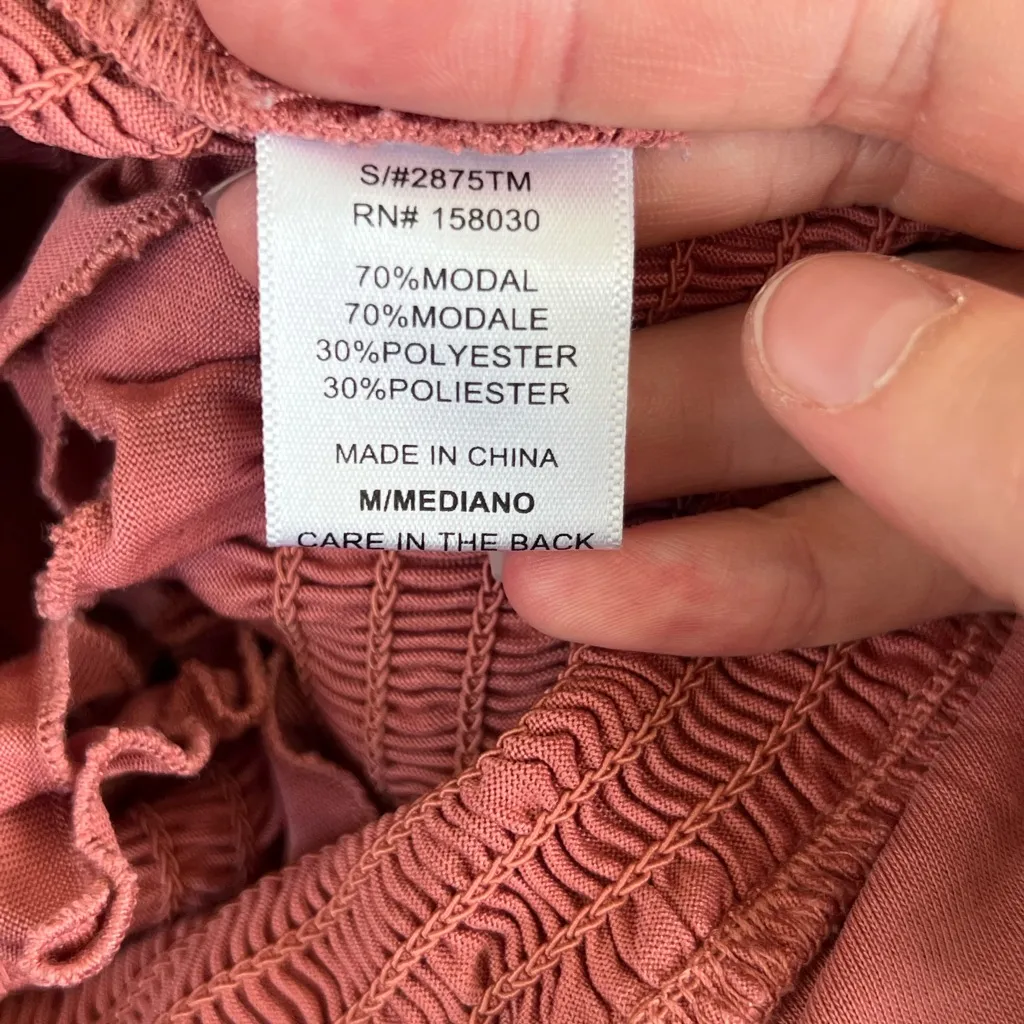 S/#2875TM
RN# 158030
70%MODAL
70%MODALE
30%POLYESTER
30%POLIESTER
MADE IN CHINA
M/MEDIANO
CARE IN THE BACK